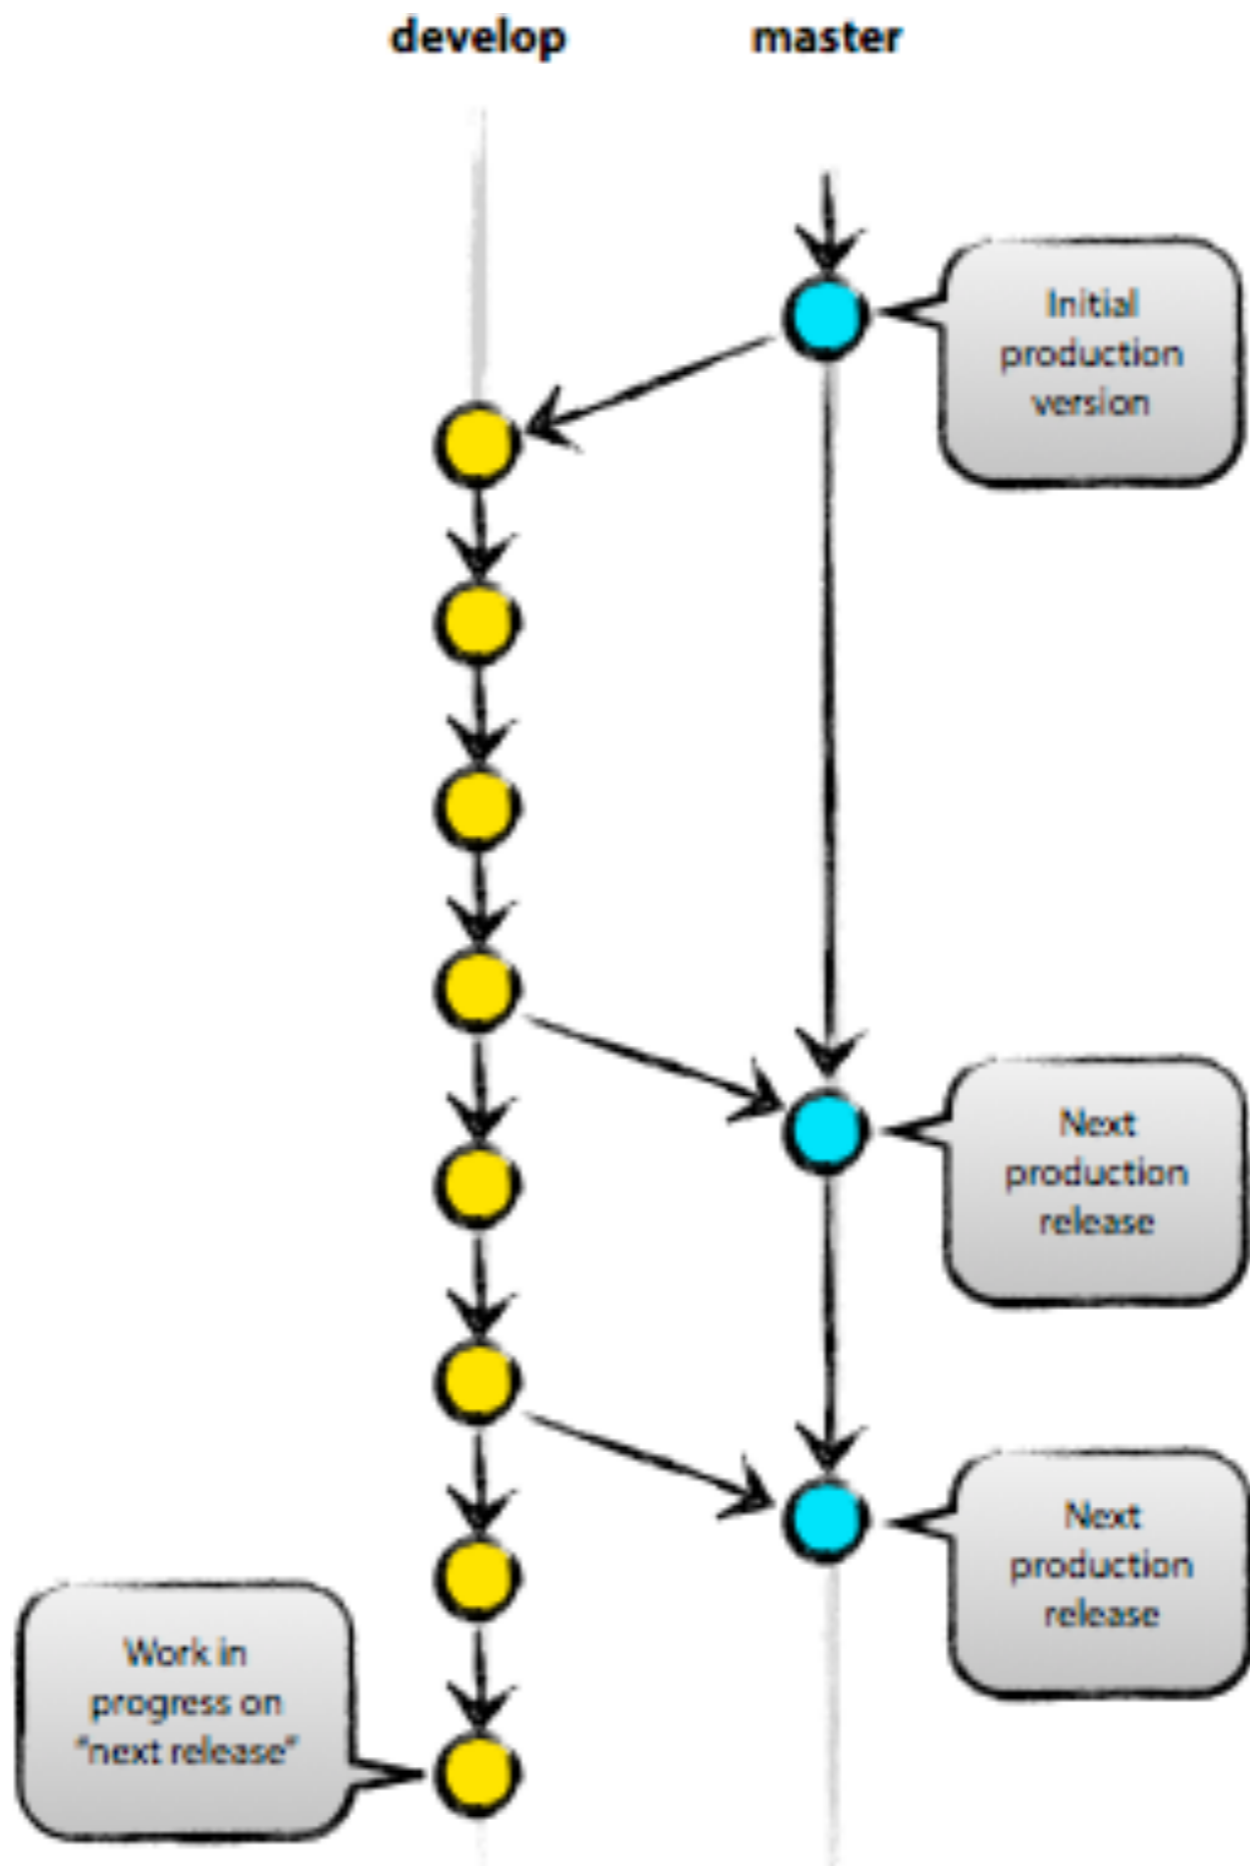 develop
master
Initial
production
version
Next
production
release
Next
production
release
Work in
progress on
“next release”